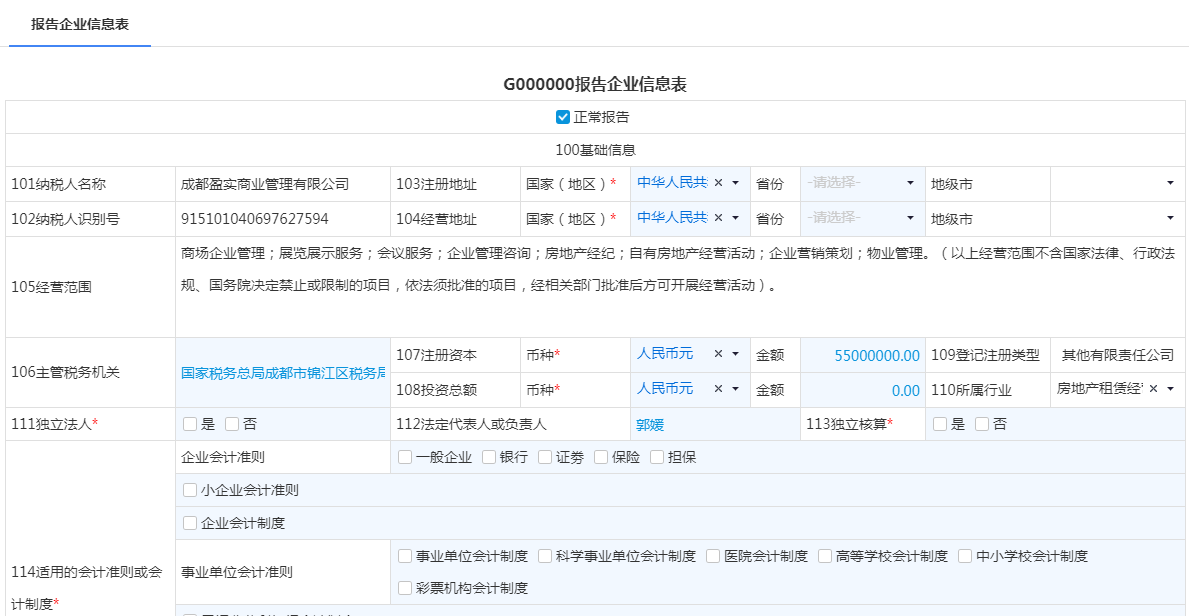 报告企业信息表
G000000报告企业信息表
正常报告
100基础信息
101纳税人名称 成都盈实商业管理有限公司 103注册地址 国家（地区）* 中华人民共 省份 -请选择- 地级市
102纳税人识别号 915101040697627594 104经营地址 国家（地区）* 中华人民共 省份 -请选择- 地级市
105经营范围
商场企业管理；展览展示服务；会议服务；企业管理咨询；房地产经纪；自有房地产经营活动；企业营销策划；物业管理。（以上经营范围不含国家法律、行政法
规、国务院决定禁止或限制的项目，依法须批准的项目，经相关部门批准后方可开展经营活动）。
106主管税务机关 国家税务总局成都市锦江区税务局
107注册资本 币种* 人民币元 金额 55000000.00 109登记注册类型 其他有限责任公司
108投资总额 币种* 人民币元 金额 0.00 110所属行业 房地产租赁经
111独立法人* 是 否 112法定代表人或负责人 郭媛 113独立核算* 是 否
114适用的会计准则或会
计制度*
企业会计准则 一般企业 银行 证券 保险 担保
小企业会计准则
企业会计制度
事业单位会计准则 事业单位会计制度 科学事业单位会计制度 医院会计制度 高等学校会计制度 中小学校会计制度
彩票机构会计制度